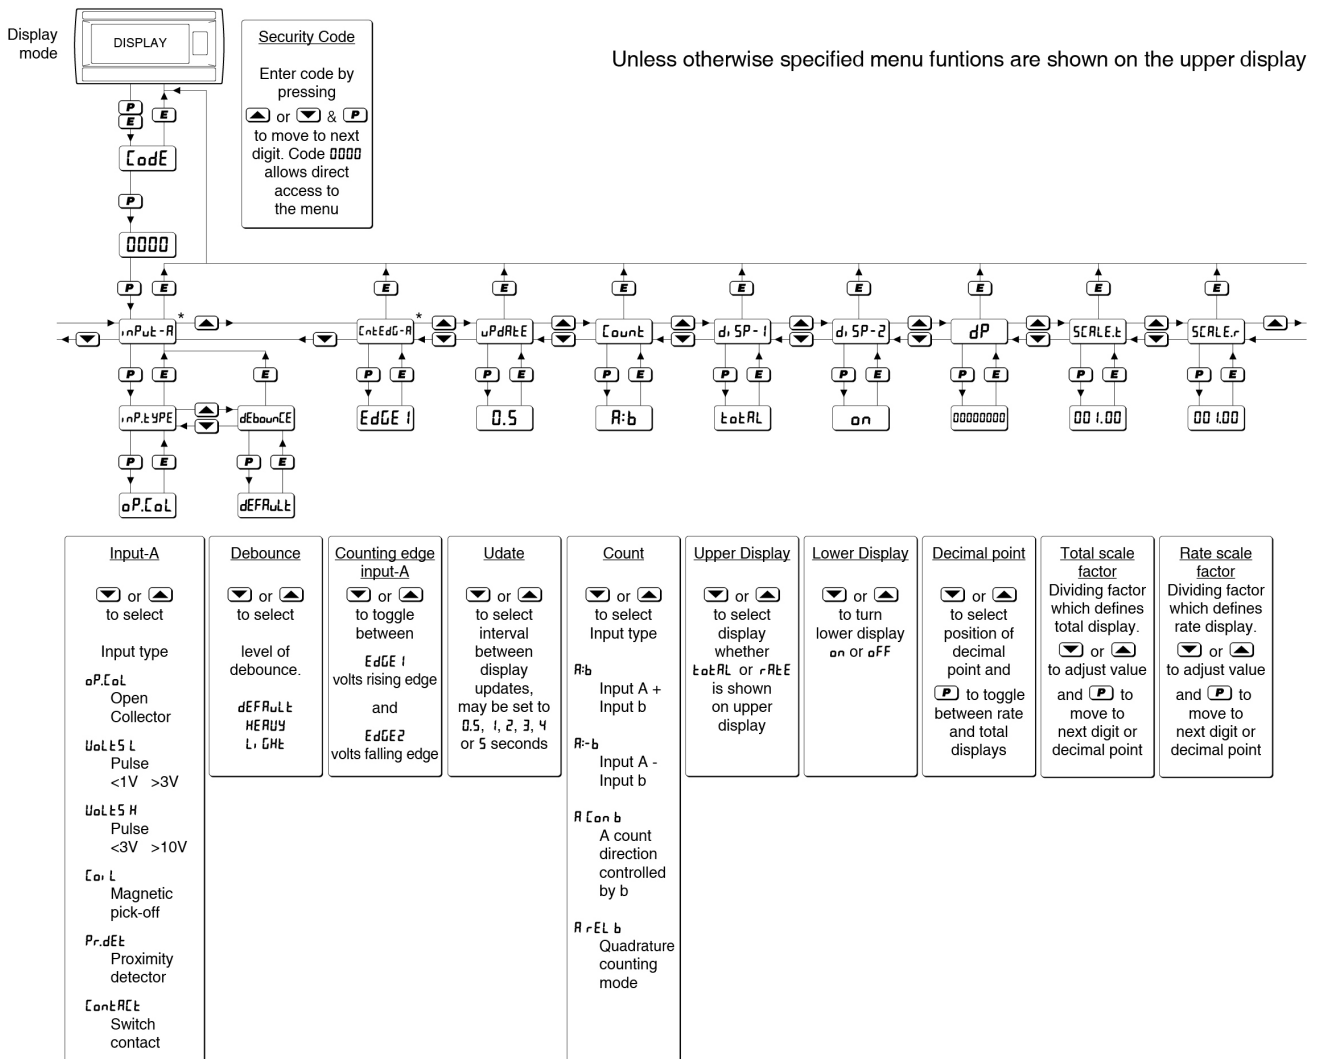 Display
mode
DISPLAY
Security Code
Enter code by
pressing
or & P
to move to next
digit. Code 0000
allows direct
access to
the menu
Unless otherwise specified menu funtions are shown on the upper display
P
E
E
CodE
P
0000
P E E E E E E E E E
inPut-A * CntEdG-A * uPdAtE Count diSP-1 diSP-2 dP SCALE.t SCALE.r
P E E P E P E P E P E P E P E P E P E
inP.tYPE dEbounCE EdGE 1 0.5 A:b totAL on 00000000 001.00 001.00
P E P E
oP.CoL dEFAuLt
Input-A
or
to select
Input type
oP.CoL
Open
Collector
VoLtS L
Pulse
<1V >3V
VoLtS H
Pulse
<3V >10V
CoiL
Magnetic
pick-off
Pr.dEt
Proximity
detector
ContACt
Switch
contact
Debounce
or
to select
level of
debounce.
dEFAuLt
HEAVY
LiGHt
Counting edge
input-A
or
to toggle
between
EdGE 1
volts rising edge
and
EdGE2
volts falling edge
Udate
or
to select
interval
between
display
updates,
may be set to
0.5, 1, 2, 3, 4
or 5 seconds
Count
or
to select
Input type
A:b
Input A +
Input b
A:-b
Input A -
Input b
A Con b
A count
direction
controlled
by b
A rEL b
Quadrature
counting
mode
Upper Display
or
to select
display
whether
totAL or rAtE
is shown
on upper
display
Lower Display
or
to turn
lower display
on or oFF
Decimal point
or
to select
position of
decimal
point and
P to toggle
between rate
and total
displays
Total scale
factor
Dividing factor
which defines
total display.
or
to adjust value
and P to
move to
next digit or
decimal point
Rate scale
factor
Dividing factor
which defines
rate display.
or
to adjust value
and P to
move to
next digit or
decimal point